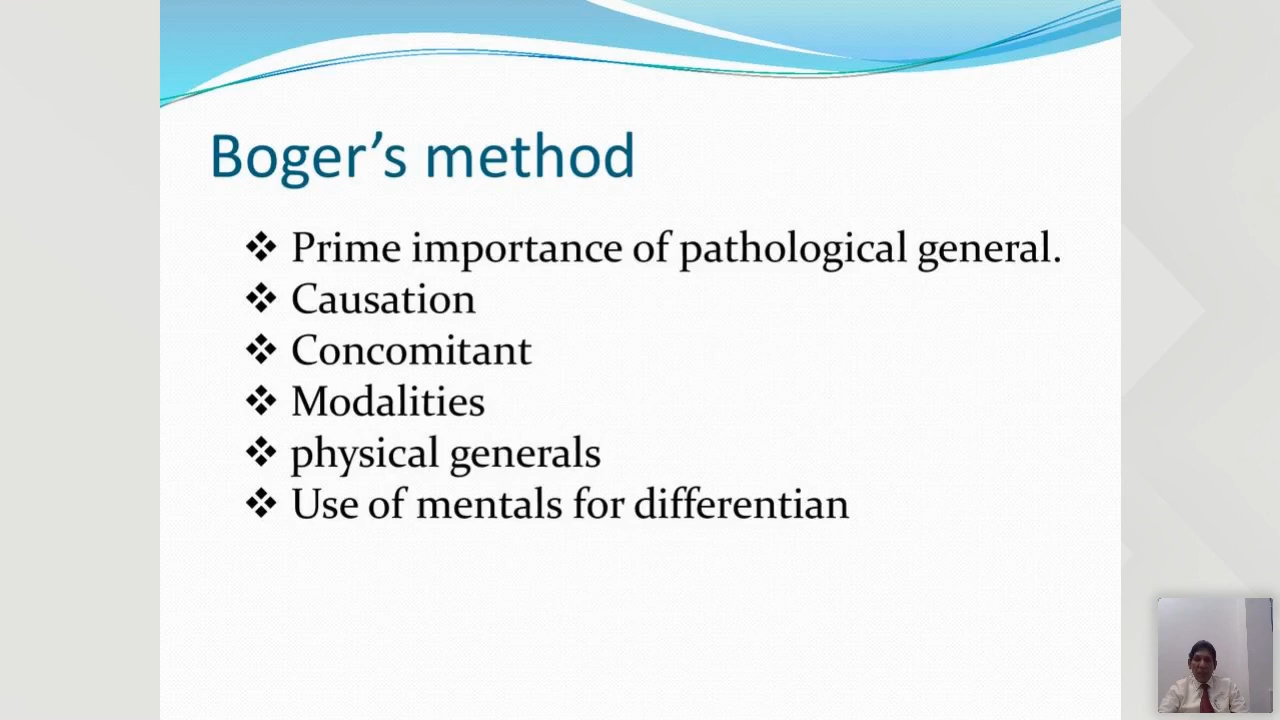 Boger’s method
❖ Prime importance of pathological general.
❖ Causation
❖ Concomitant
❖ Modalities
❖ physical generals
❖ Use of mentals for differentian